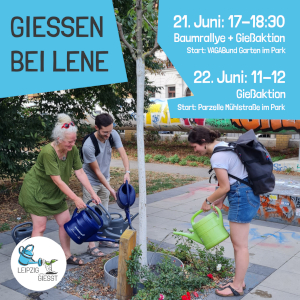 GIESSEN
BEI LENE
21. Juni: 17–18:30
Baumrallye + Gießaktion
Start: VAGABund Garten im Park
22. Juni: 11–12
Gießaktion
Start: Parzelle Mühlstraße im Park
LEIPZIG
GIESST